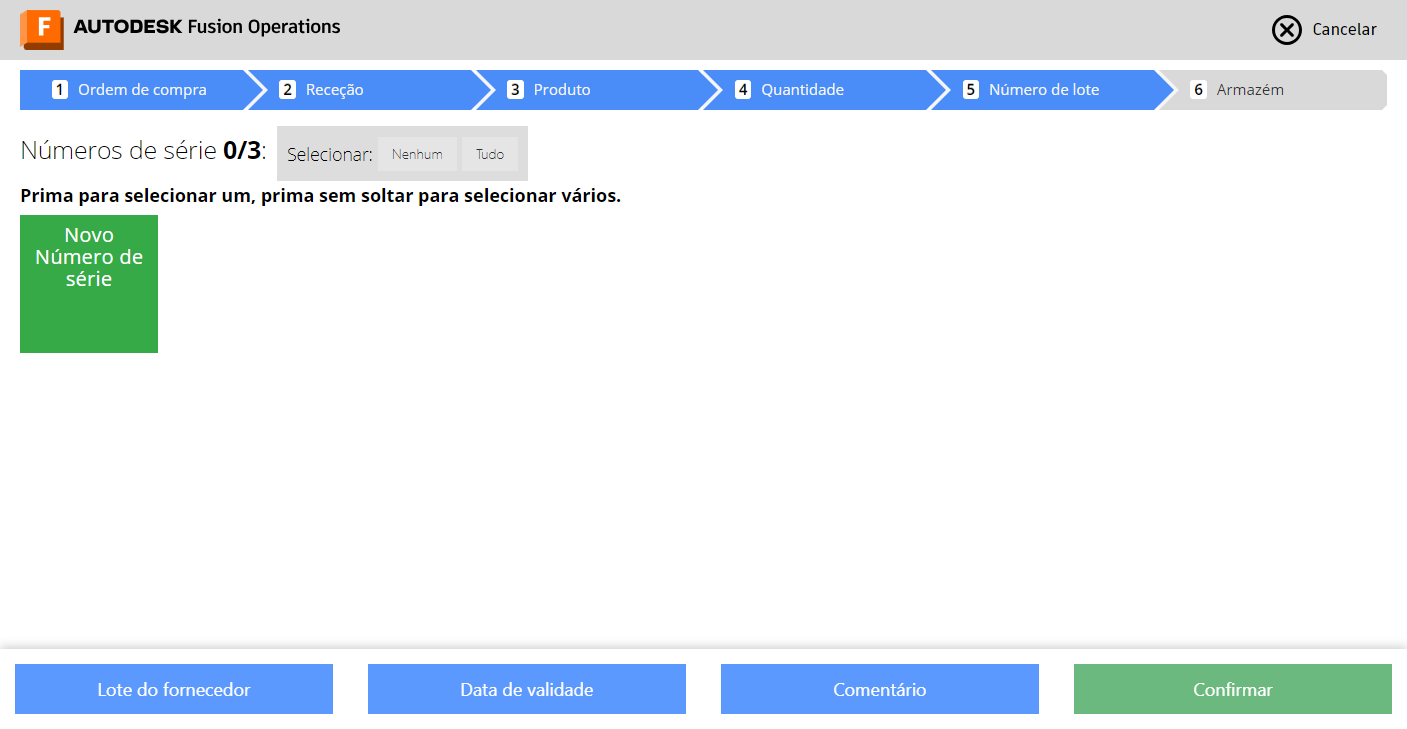 F AUTODESK Fusion Operations
Cancelar
1 Ordem de compra 2 Receção 3 Produto 4 Quantidade 5 Número de lote 6 Armazém
Números de série 0/3: Selecionar: Nenhum Tudo
Prima para selecionar um, prima sem soltar para selecionar vários.
Novo
Número de
série
Lote do fornecedor Data de validade Comentário Confirmar